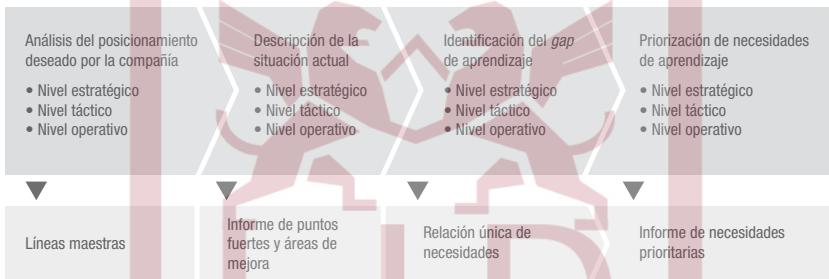 Análisis del posicionamiento
deseado por la compañía
• Nivel estratégico
• Nivel táctico
• Nivel operativo
Descripción de la
situación actual
• Nivel estratégico
• Nivel táctico
• Nivel operativo
Identificación del gap
de aprendizaje
• Nivel estratégico
• Nivel táctico
• Nivel operativo
Priorización de necesidades
de aprendizaje
• Nivel estratégico
• Nivel táctico
• Nivel operativo
Líneas maestras
Informe de puntos
fuertes y áreas de
mejora
Relación única de
necesidades
Informe de necesidades
prioritarias